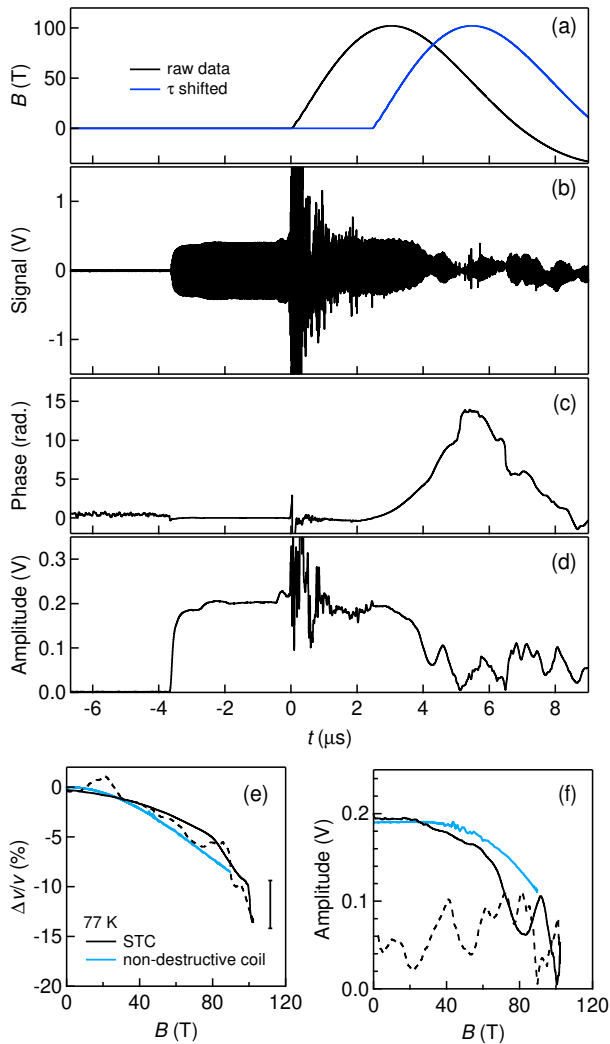 (a)
100
50
0
B (T)
raw data
τ shifted
(b)
1
0
-1
Signal (V)
(c)
15
10
5
0
Phase (rad.)
(d)
0.3
0.2
0.1
0.0
Amplitude (V)
-6 -4 -2 0 2 4 6 8
t (μs)
(e)
0
-5
-10
-15
-20
Δv/v (%)
77 K
STC
non-destructive coil
0 40 80 120
B (T)
(f)
0.2
0.1
0.0
Amplitude (V)
0 40 80 120
B (T)